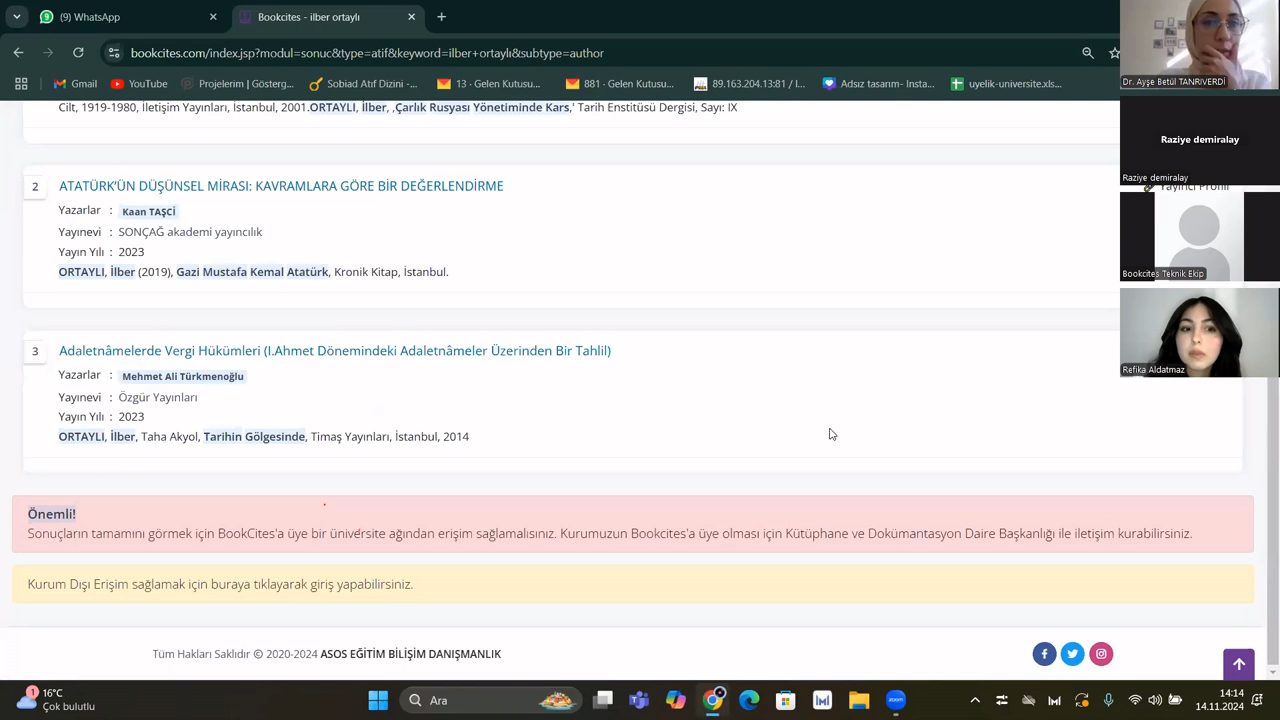 (9) WhatsApp
Bookcites - ilber ortaylı
bookcites.com/index.jsp?modul=sonuc&type=atif&keyword=ilber+ortaylı&subtype=author
Gmail
YouTube
Projelerim | Gösterg...
Sobiad Atıf Dizini -...
13 · Gelen Kutusu...
881 · Gelen Kutusu...
89.163.204.13:81 / l...
Adsız tasarım- Insta...
uyelik-universite.xls...
Cilt, 1919-1980, İletişim Yayınları, İstanbul, 2001.ORTAYLI, İlber, ,Çarlık Rusyası Yönetiminde Kars,' Tarih Enstitüsü Dergisi, Sayı: IX
2
ATATÜRK'ÜN DÜŞÜNSEL MİRASI: KAVRAMLARA GÖRE BİR DEĞERLENDİRME
Yazarlar : Kaan TAŞCİ
Yayınevi : SONÇAĞ akademi yayıncılık
Yayın Yılı : 2023
ORTAYLI, İlber (2019), Gazi Mustafa Kemal Atatürk, Kronik Kitap, İstanbul.
Yayıncı Profil
3
Adaletnâmelerde Vergi Hükümleri (I.Ahmet Dönemindeki Adaletnâmeler Üzerinden Bir Tahlil)
Yazarlar : Mehmet Ali Türkmenoğlu
Yayınevi : Özgür Yayınları
Yayın Yılı : 2023
ORTAYLI, İlber, Taha Akyol, Tarihin Gölgesinde, Timaş Yayınları, İstanbul, 2014
Önemli!
Sonuçların tamamını görmek için BookCites'a üye bir üniversite ağından erişim sağlamalısınız. Kurumuzun Bookcites'a üye olması için Kütüphane ve Dokümantasyon Daire Başkanlığı ile iletişim kurabilirsiniz.
Kurum Dışı Erişim sağlamak için buraya tıklayarak giriş yapabilirsiniz.
Tüm Hakları Saklıdır © 2020-2024 ASOS EĞİTİM BİLİŞİM DANIŞMANLIK
Dr. Ayşe Betül TANRIVERDİ
Raziye demiralay
Raziye demiralay
Bookcites Teknik Ekip
Refika Aldatmaz
1
16°C
Çok bulutlu
Ara
zoom
14:14
14.11.2024